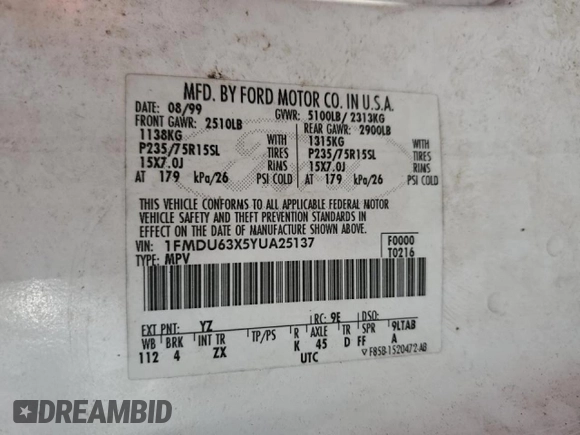 MFD. BY FORD MOTOR CO. IN U.S.A.
DATE: 08/99 GVWR: 5100LB/ 2313KG
FRONT GAWR: 2510LB REAR GAWR: 2900LB
1138KG WITH 1315KG WITH
P235/75R15SL TIRES P235/75R15SL TIRES
15X7.0J RIMS 15X7.0J RIMS
AT 179 kPa/26 PSI COLD AT 179 kPa/26 PSI COLD
THIS VEHICLE CONFORMS TO ALL APPLICABLE FEDERAL MOTOR
VEHICLE SAFETY AND THEFT PREVENTION STANDARDS IN
EFFECT ON THE DATE OF MANUFACTURE SHOWN ABOVE.
VIN: 1FMDU63X5YUA25137 F0000
TYPE: MPV T0216
EXT PNT: YZ RC: 9E DSO:
WB BRK INT TR TP/PS R AXLE TR SPR 9LTAB
112 4 ZX K 45 D FF A
UTC F85B-1520472-AB
DREAMBID